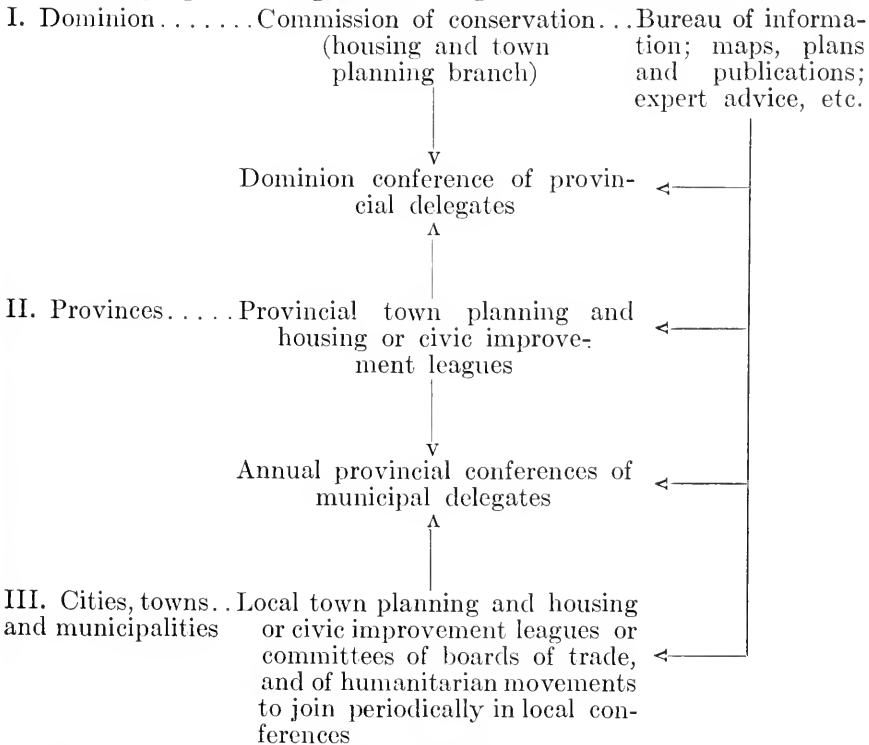 I. Dominion.......Commission of conservation...Bureau of informa-
(housing and town tion; maps, plans
planning branch) and publications;
expert advice, etc.
Dominion conference of provin-
cial delegates
II. Provinces.....Provincial town planning and
housing or civic improve-
ment leagues
Annual provincial conferences of
municipal delegates
III. Cities, towns..Local town planning and housing
and municipalities or civic improvement leagues or
committees of boards of trade,
and of humanitarian movements
to join periodically in local con-
ferences